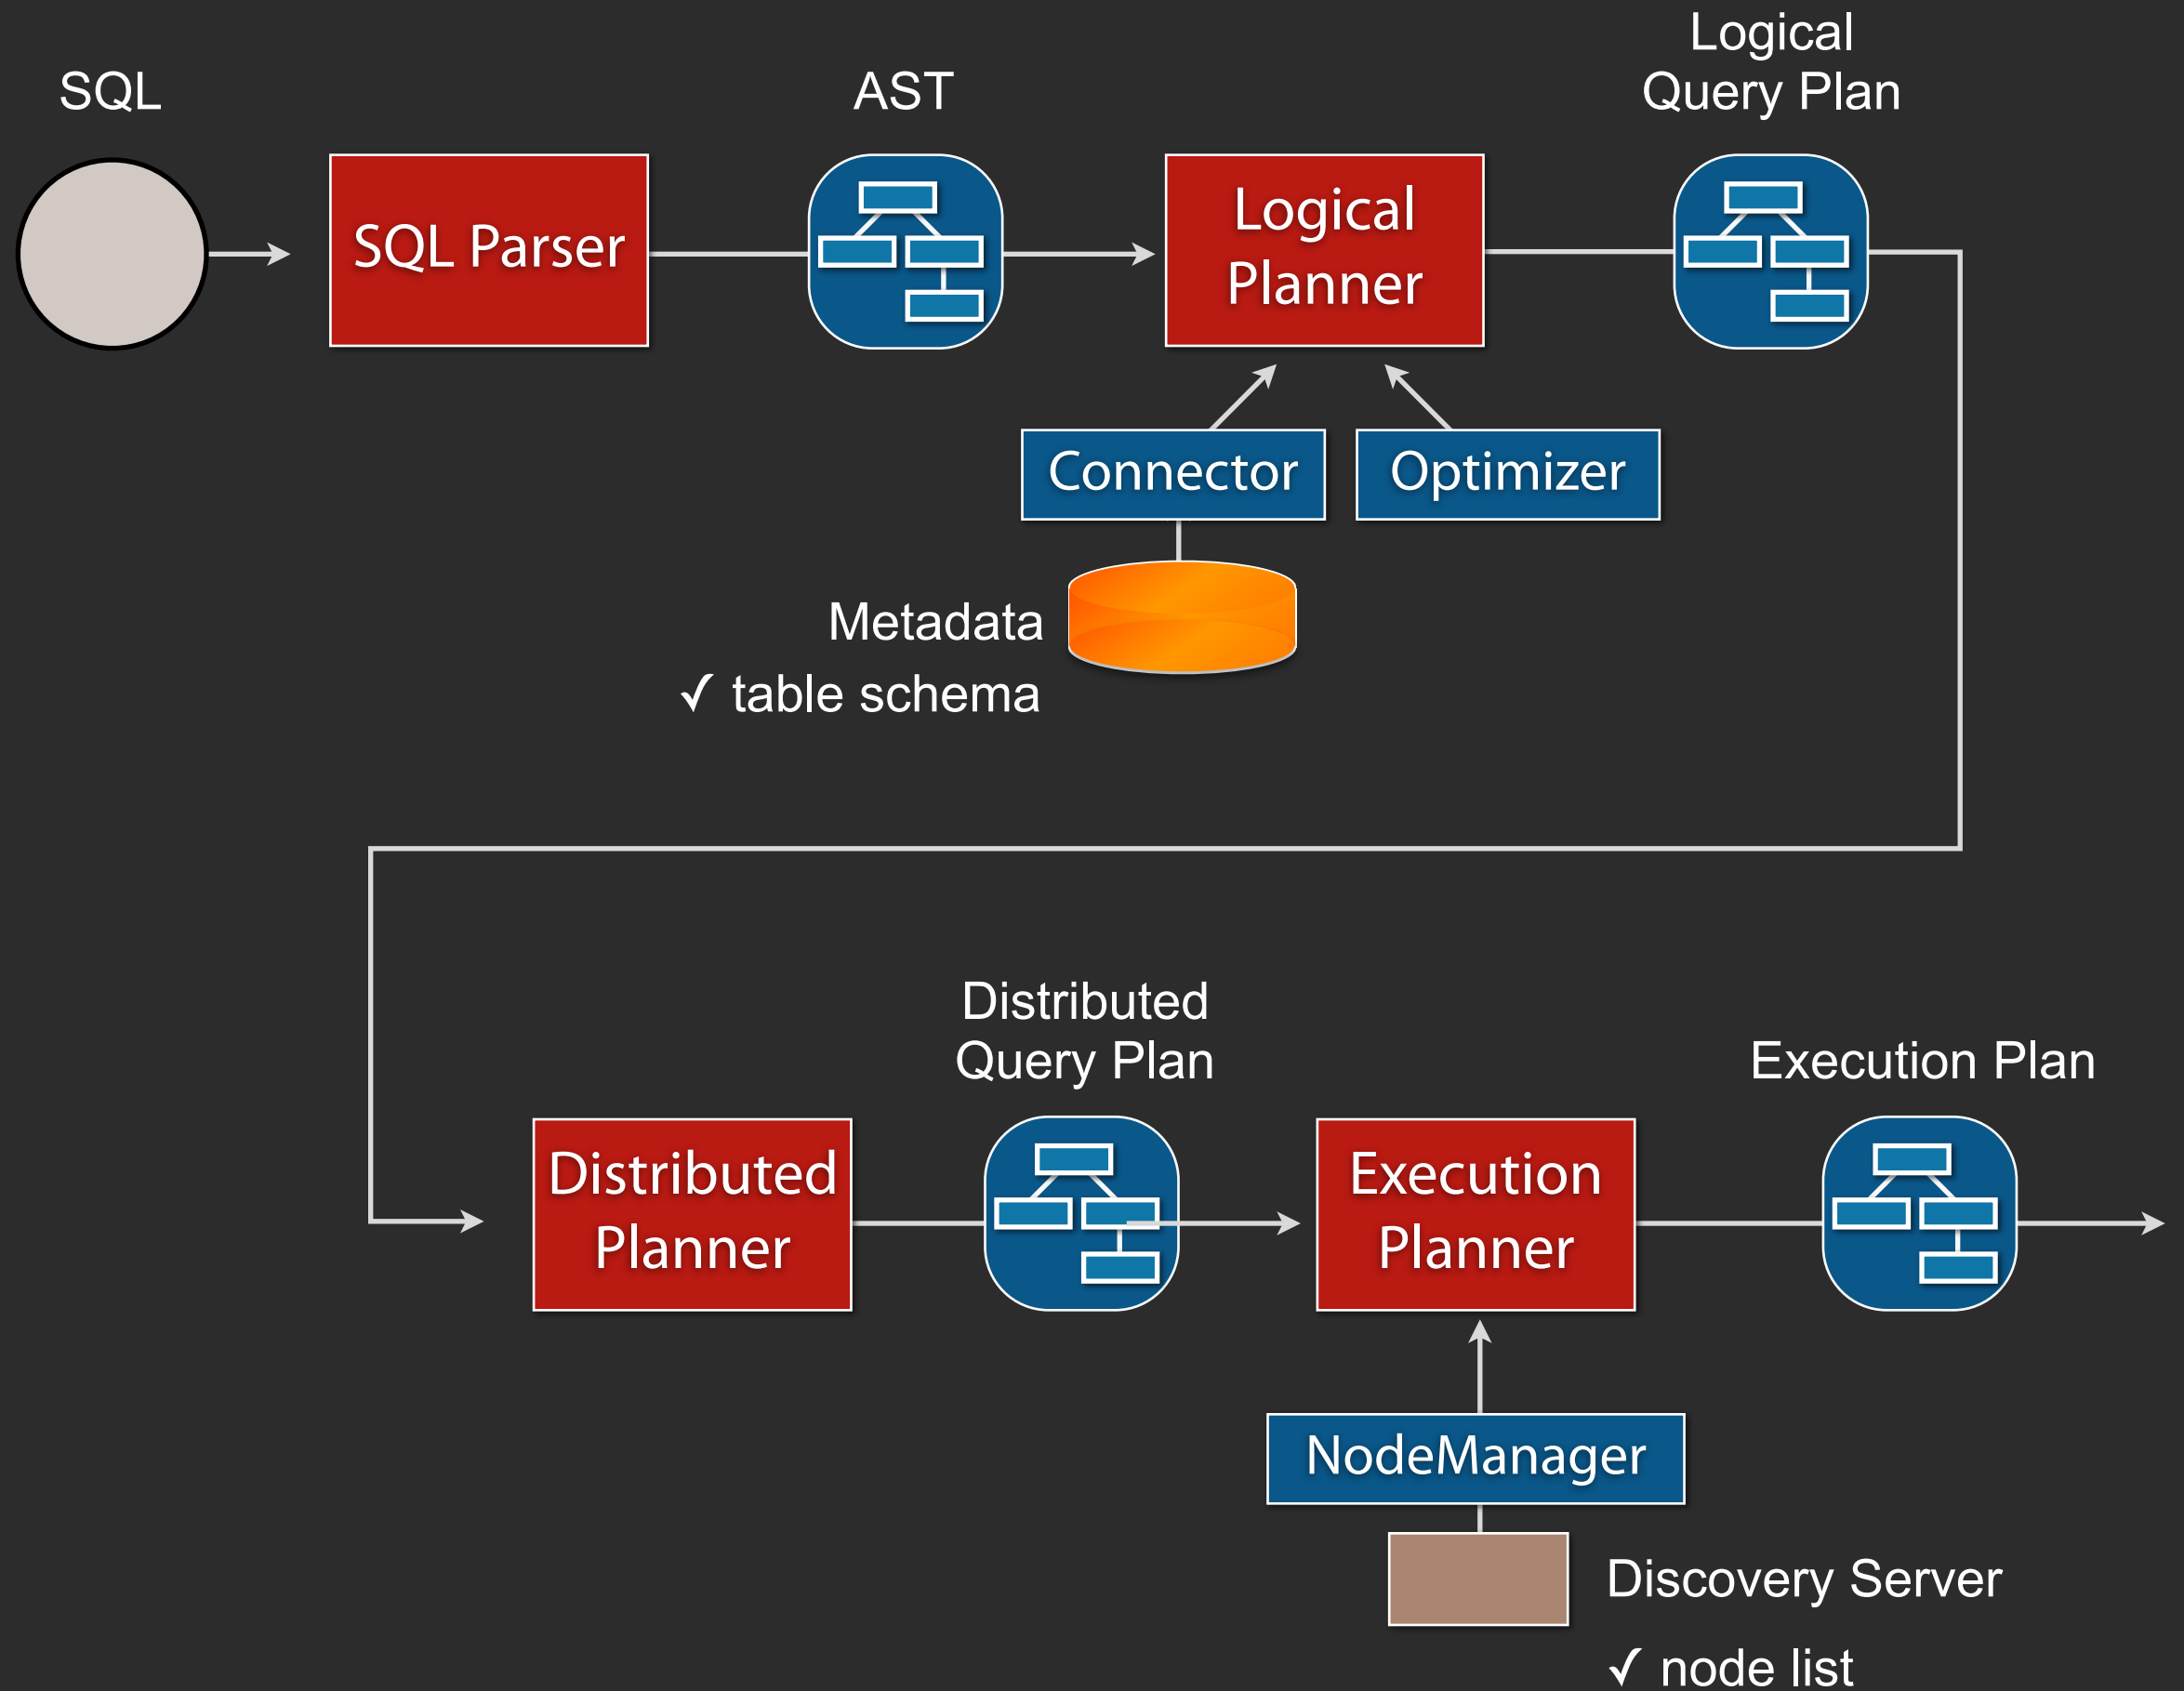 SQL
AST
Logical
Query Plan
SQL Parser
Logical
Planner
Connector
Optimizer
Metadata
✓ table schema
Distributed
Query Plan
Execution Plan
Distributed
Planner
Execution
Planner
NodeManager
Discovery Server
✓ node list